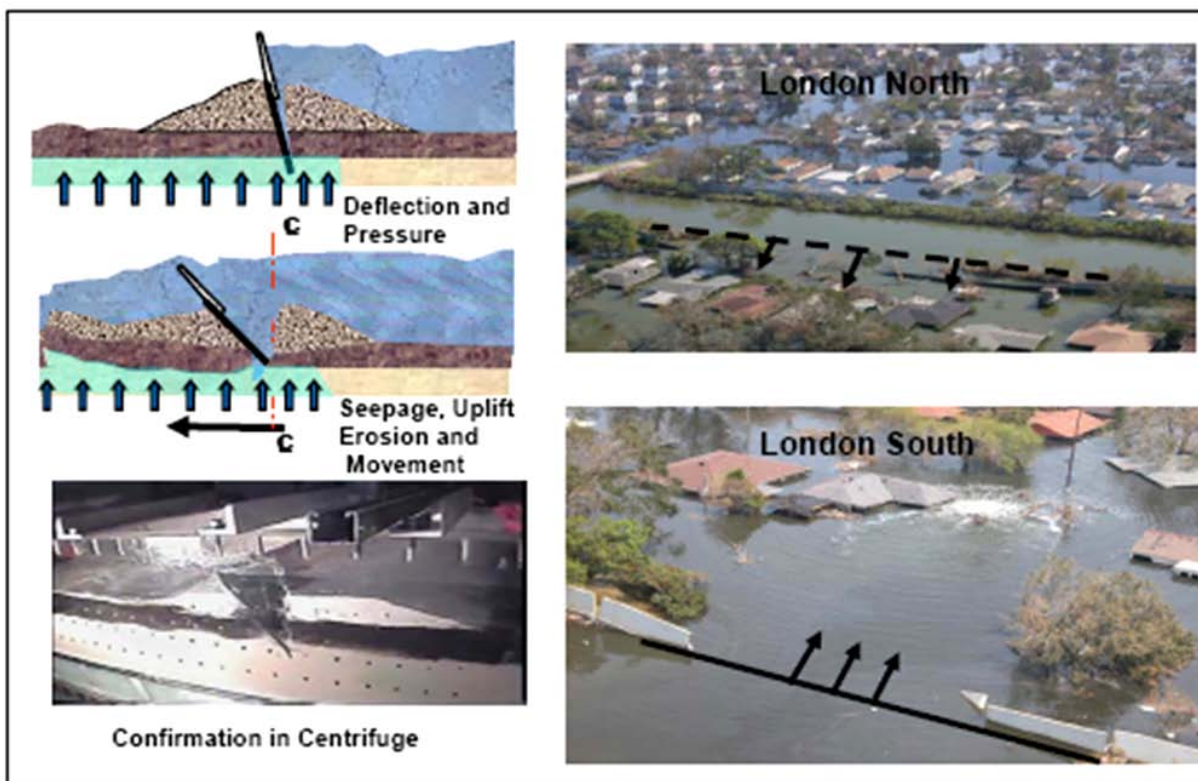 Deflection and
Pressure
C
Seepage, Uplift
Erosion and
Movement
C
Confirmation in Centrifuge
London North
London South